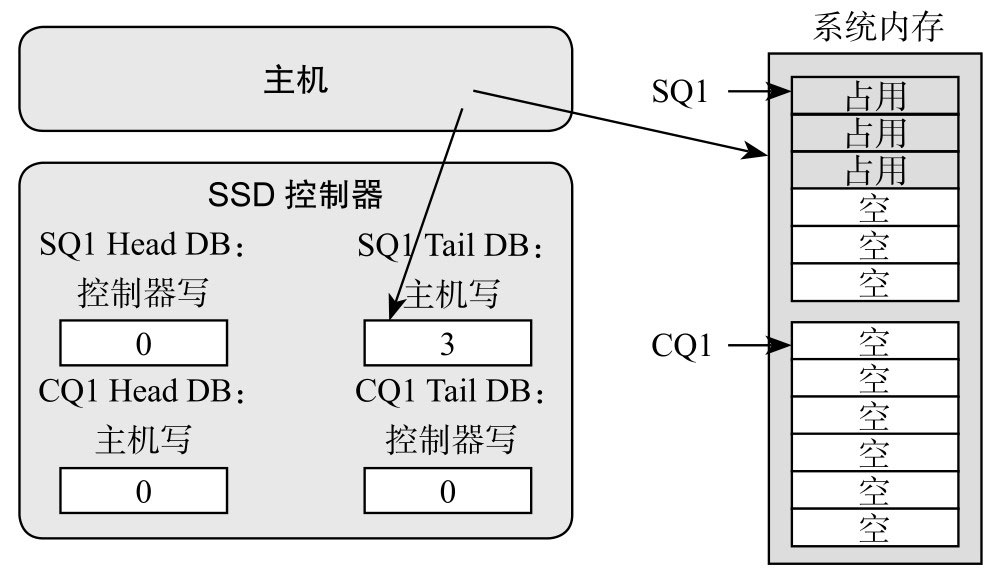 主机
SSD 控制器
SQ1 Head DB：
控制器写
0
SQ1 Tail DB：
主机写
3
CQ1 Head DB：
主机写
0
CQ1 Tail DB：
控制器写
0
系统内存
SQ1
占用
占用
占用
空
空
空
CQ1
空
空
空
空
空
空